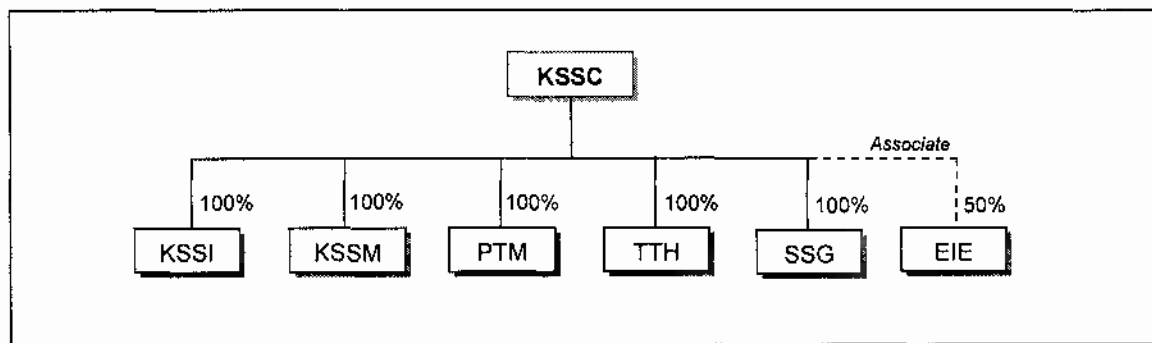 KSSC
Associate
100% 100% 100% 100% 100% 50%
KSSI KSSM PTM TTH SSG EIE